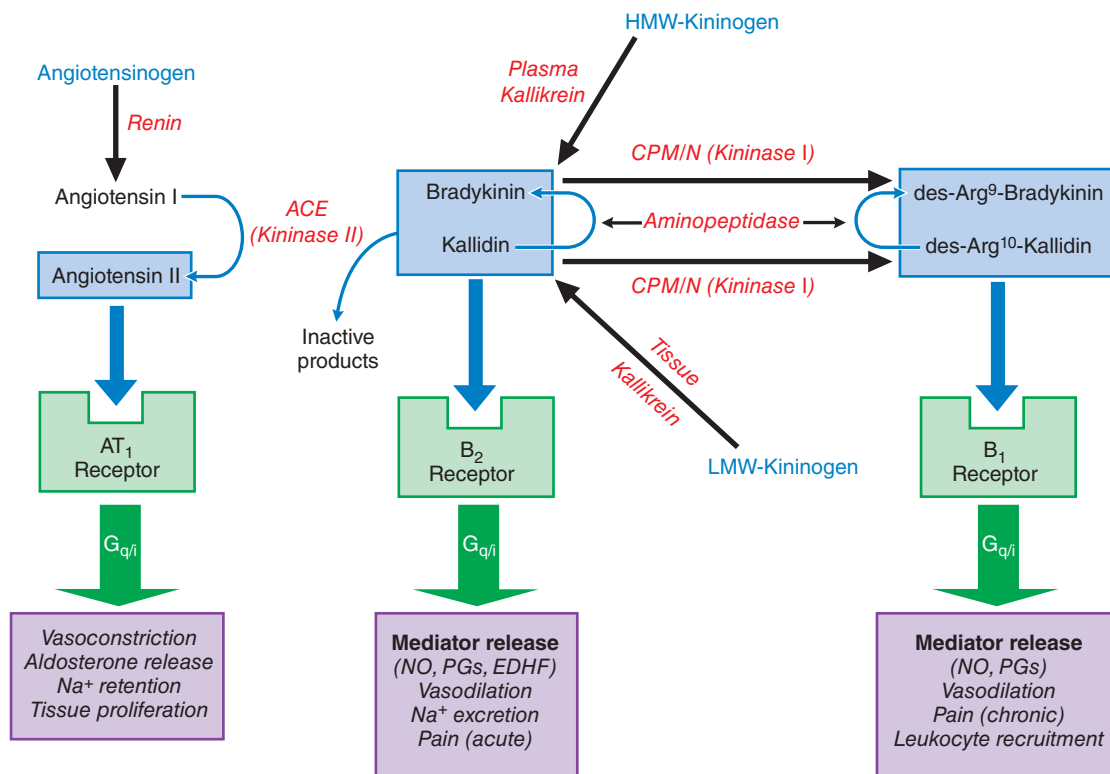 HMW-Kininogen
Angiotensinogen
Plasma
Kallikrein
Renin
CPM/N (Kininase I)
Angiotensin I
ACE
(Kininase II)
Bradykinin
des-Arg⁹-Bradykinin
Aminopeptidase
Kallidin
des-Arg¹⁰-Kallidin
Angiotensin II
CPM/N (Kininase I)
Inactive
products
Tissue
Kallikrein
LMW-Kininogen
AT₁
Receptor
B₂
Receptor
B₁
Receptor
Gq/i
Gq/i
Gq/i
Vasoconstriction
Aldosterone release
Na⁺ retention
Tissue proliferation
Mediator release
(NO, PGs, EDHF)
Vasodilation
Na⁺ excretion
Pain (acute)
Mediator release
(NO, PGs)
Vasodilation
Pain (chronic)
Leukocyte recruitment